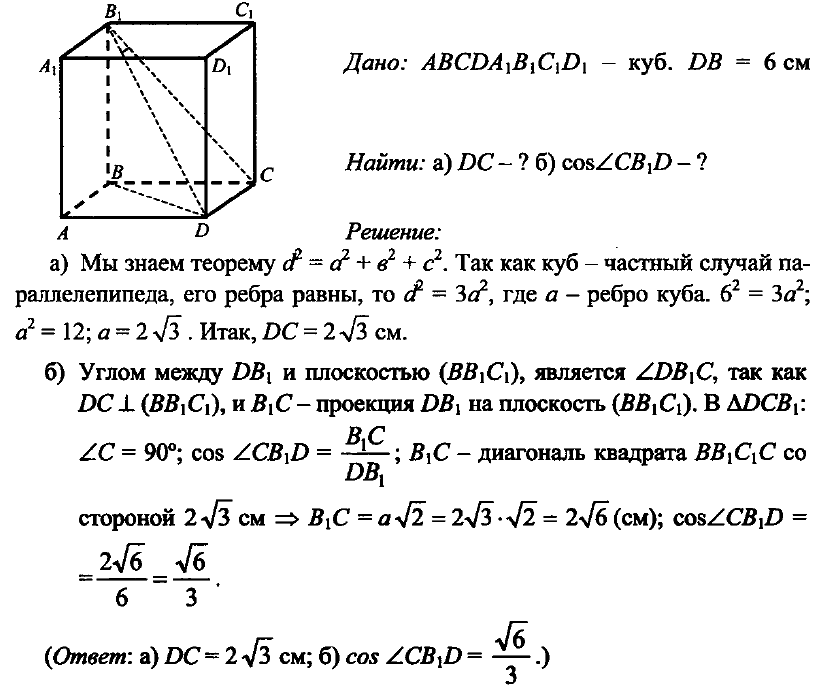 B₁ C₁
A₁ D₁
B C
A D
Дано: ABCDA₁B₁C₁D₁ – куб. DB = 6 см
Найти: а) DC – ? б) cos∠CB₁D – ?
Решение:
а) Мы знаем теорему d² = a² + в² + c². Так как куб – частный случай па-
раллелепипеда, его ребра равны, то d² = 3a², где a – ребро куба. 6² = 3a²;
a² = 12; a = 2√3 . Итак, DC = 2√3 см.
б) Углом между DB₁ и плоскостью (BB₁C₁), является ∠DB₁C, так как
DC ⊥ (BB₁C₁), и B₁C – проекция DB₁ на плоскость (BB₁C₁). В ΔDCB₁:
∠C = 90º; cos ∠CB₁D = B₁C/DB₁; B₁C – диагональ квадрата BB₁C₁C со
стороной 2√3 см ⇒ B₁C = a√2 = 2√3·√2 = 2√6 (см); cos∠CB₁D =
= 2√6/6 = √6/3 .
(Ответ: а) DC = 2√3 см; б) cos ∠CB₁D = √6/3 .)